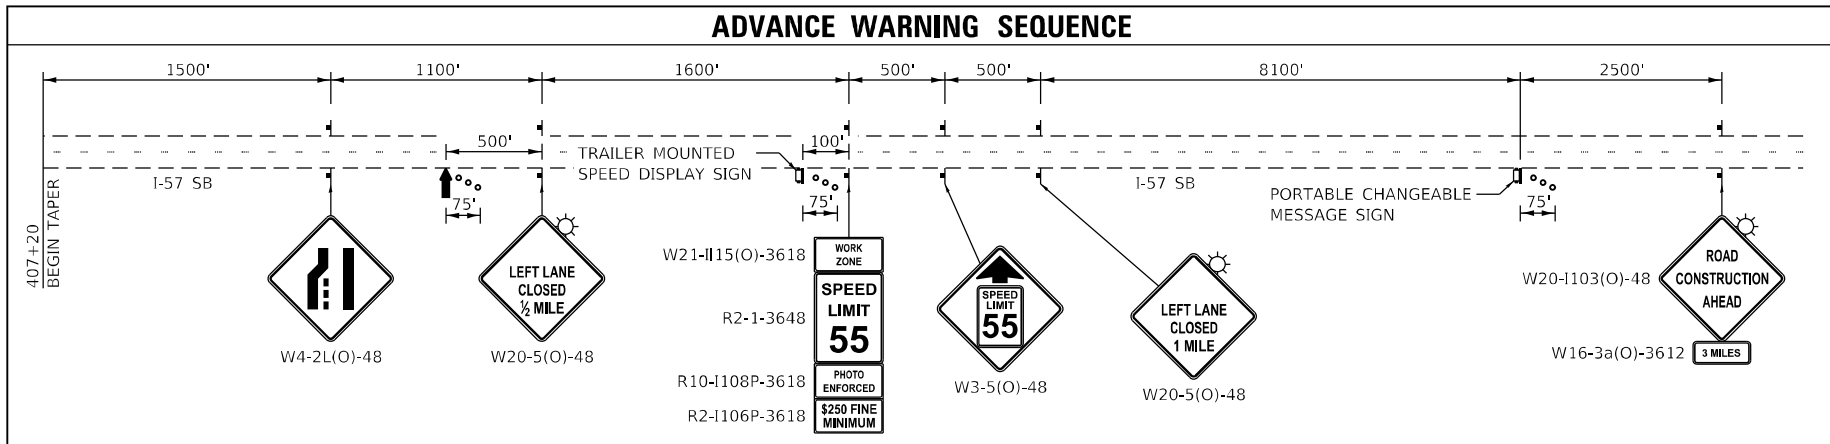 ADVANCE WARNING SEQUENCE
1500'
1100'
1600'
500'
500'
8100'
2500'
500'
TRAILER MOUNTED
SPEED DISPLAY SIGN
100'
I-57 SB
75'
75'
I-57 SB
PORTABLE CHANGEABLE
MESSAGE SIGN
75'
407+20
BEGIN TAPER
W4-2L(O)-48
LEFT LANE
CLOSED
½ MILE
W20-5(O)-48
W21-I115(O)-3618
WORK
ZONE
R2-1-3648
SPEED
LIMIT
55
R10-I108P-3618
PHOTO
ENFORCED
R2-I106P-3618
$250 FINE
MINIMUM
SPEED
LIMIT
55
W3-5(O)-48
LEFT LANE
CLOSED
1 MILE
W20-5(O)-48
W20-I103(O)-48
ROAD
CONSTRUCTION
AHEAD
W16-3a(O)-3612
3 MILES